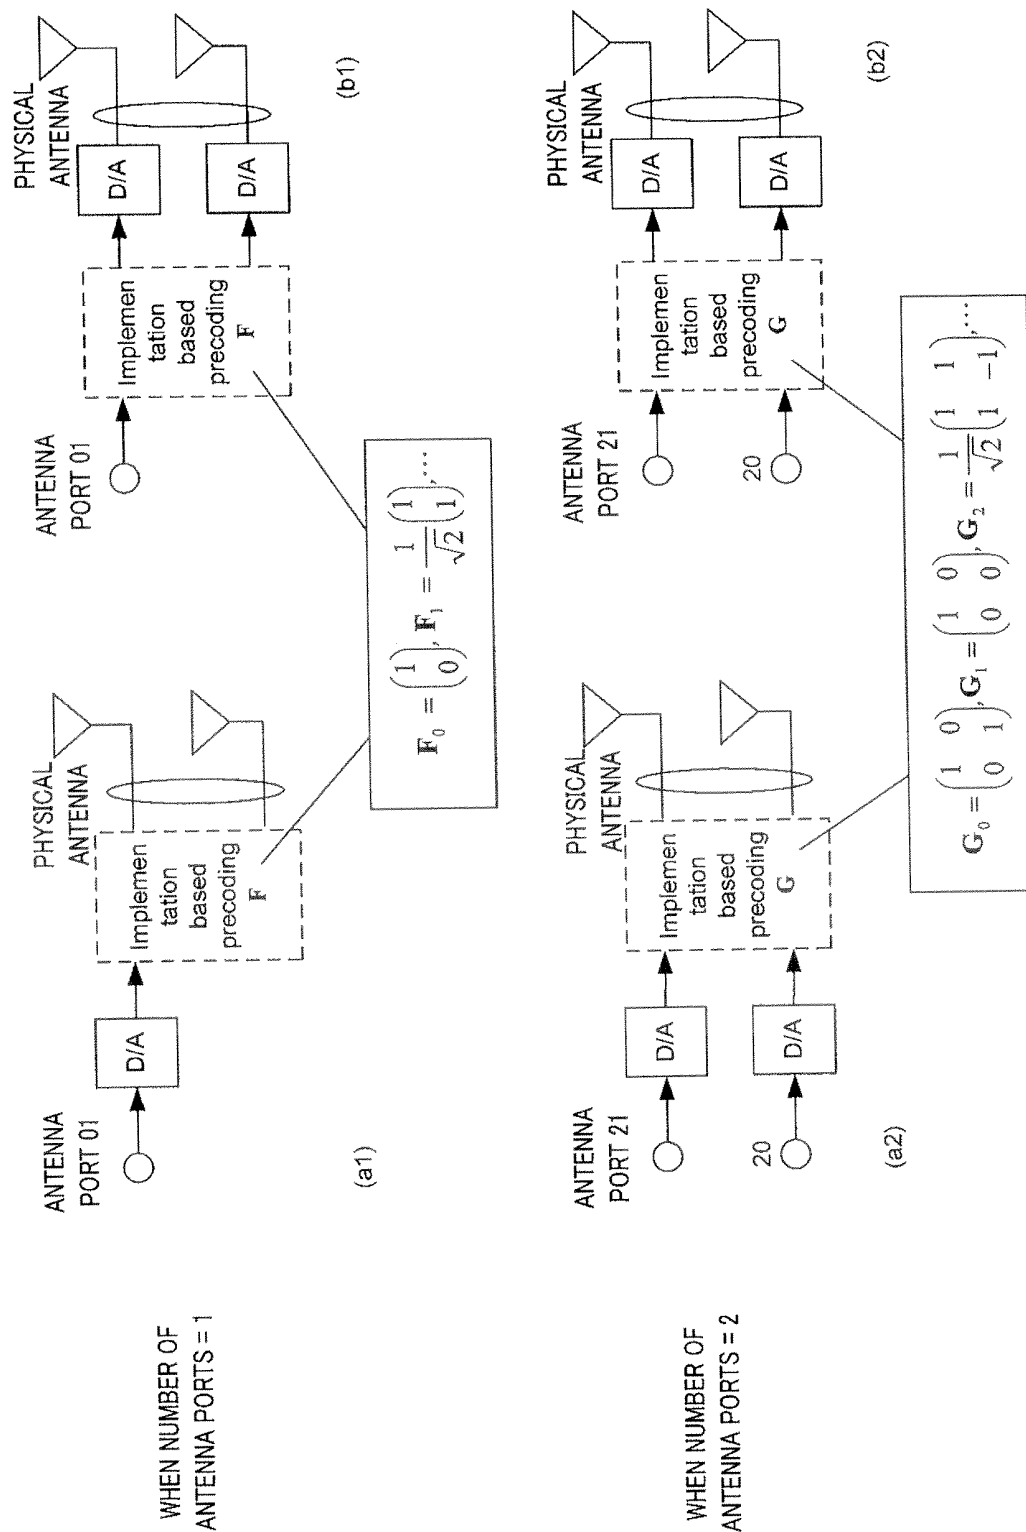 WHEN NUMBER OF
ANTENNA PORTS = 1
ANTENNA
PORT 01
D/A
Implemen
tation
based
precoding
F
PHYSICAL
ANTENNA
(a1)
ANTENNA
PORT 01
Implemen
tation
based
precoding
F
D/A
D/A
PHYSICAL
ANTENNA
(b1)
F₀ = (1 0), F₁ = 1/√2 (1 1), ⋯
WHEN NUMBER OF
ANTENNA PORTS = 2
ANTENNA
PORT 21
20
D/A
D/A
Implemen
tation
based
precoding
G
PHYSICAL
ANTENNA
(a2)
ANTENNA
PORT 21
20
Implemen
tation
based
precoding
G
D/A
D/A
PHYSICAL
ANTENNA
(b2)
G₀ = (1 0 0 1), G₁ = (1 0 0 0), G₂ = 1/√2 (1 1 1 −1), ⋯